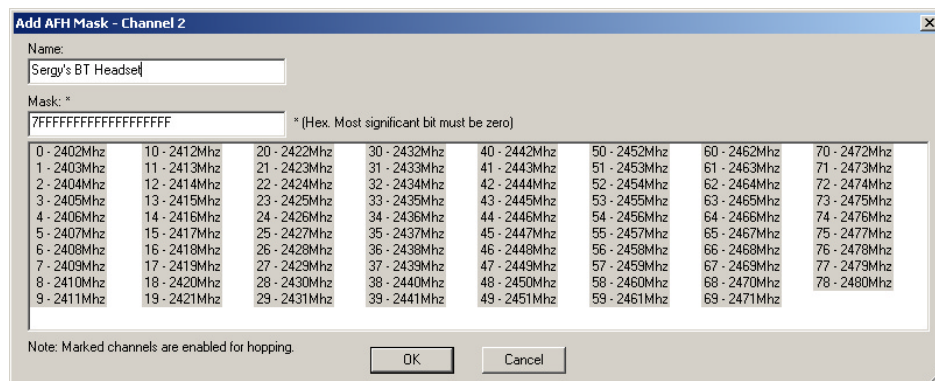 Add AFH Mask - Channel 2
Name:
Sergy's BT Headset
Mask: *
7FFFFFFFFFFFFFFFFFFF
* (Hex. Most significant bit must be zero)
0 - 2402Mhz 10 - 2412Mhz 20 - 2422Mhz 30 - 2432Mhz 40 - 2442Mhz 50 - 2452Mhz 60 - 2462Mhz 70 - 2472Mhz
1 - 2403Mhz 11 - 2413Mhz 21 - 2423Mhz 31 - 2433Mhz 41 - 2443Mhz 51 - 2453Mhz 61 - 2463Mhz 71 - 2473Mhz
2 - 2404Mhz 12 - 2414Mhz 22 - 2424Mhz 32 - 2434Mhz 42 - 2444Mhz 52 - 2454Mhz 62 - 2464Mhz 72 - 2474Mhz
3 - 2405Mhz 13 - 2415Mhz 23 - 2425Mhz 33 - 2435Mhz 43 - 2445Mhz 53 - 2455Mhz 63 - 2465Mhz 73 - 2475Mhz
4 - 2406Mhz 14 - 2416Mhz 24 - 2426Mhz 34 - 2436Mhz 44 - 2446Mhz 54 - 2456Mhz 64 - 2466Mhz 74 - 2476Mhz
5 - 2407Mhz 15 - 2417Mhz 25 - 2427Mhz 35 - 2437Mhz 45 - 2447Mhz 55 - 2457Mhz 65 - 2467Mhz 75 - 2477Mhz
6 - 2408Mhz 16 - 2418Mhz 26 - 2428Mhz 36 - 2438Mhz 46 - 2448Mhz 56 - 2458Mhz 66 - 2468Mhz 76 - 2478Mhz
7 - 2409Mhz 17 - 2419Mhz 27 - 2429Mhz 37 - 2439Mhz 47 - 2449Mhz 57 - 2459Mhz 67 - 2469Mhz 77 - 2479Mhz
8 - 2410Mhz 18 - 2420Mhz 28 - 2430Mhz 38 - 2440Mhz 48 - 2450Mhz 58 - 2460Mhz 68 - 2470Mhz 78 - 2480Mhz
9 - 2411Mhz 19 - 2421Mhz 29 - 2431Mhz 39 - 2441Mhz 49 - 2451Mhz 59 - 2461Mhz 69 - 2471Mhz
Note: Marked channels are enabled for hopping.
OK Cancel